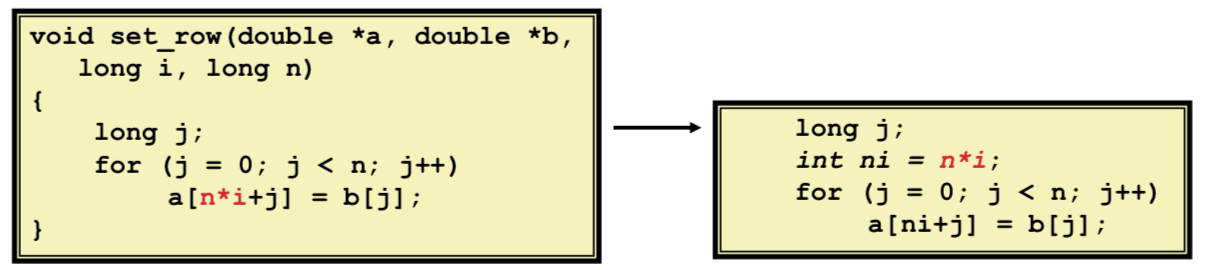 void set_row(double *a, double *b,
   long i, long n)
{
    long j;
    for (j = 0; j < n; j++)
        a[n*i+j] = b[j];
}
    long j;
    int ni = n*i;
    for (j = 0; j < n; j++)
        a[ni+j] = b[j];